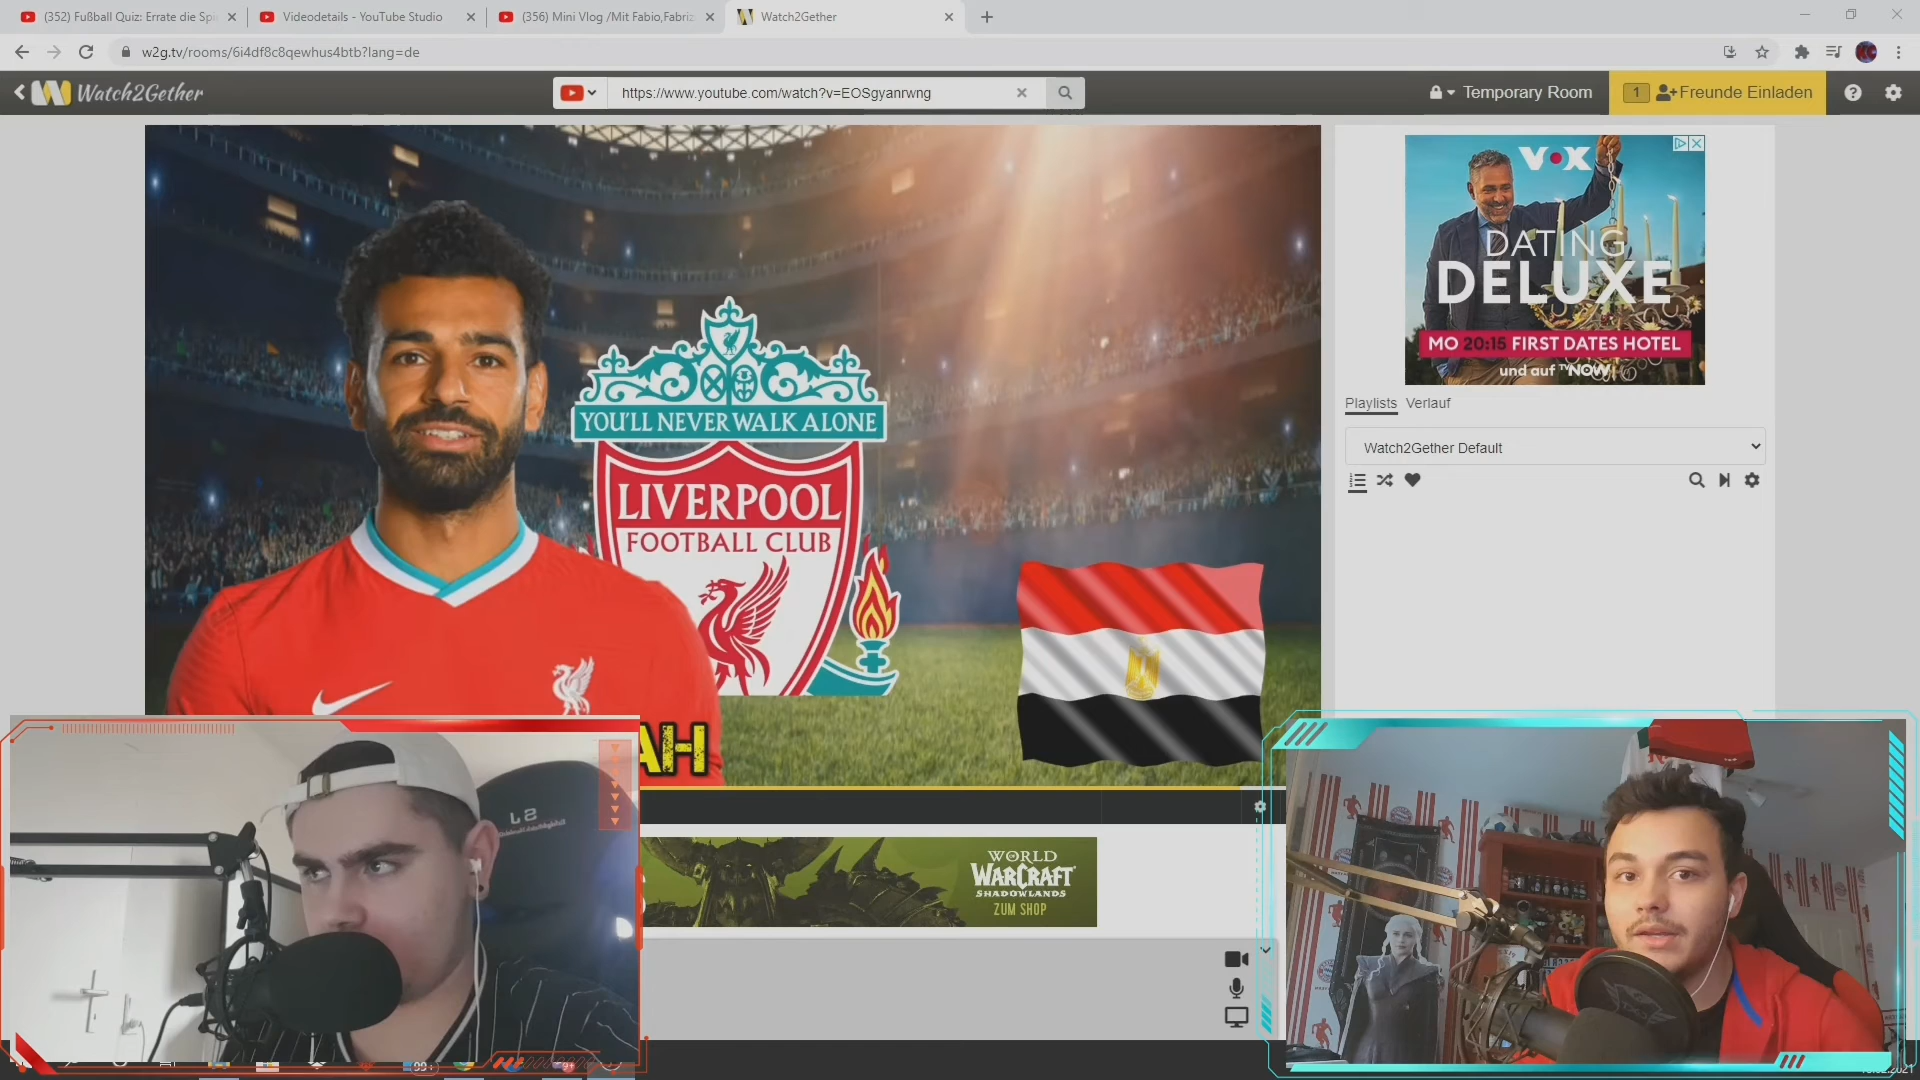 (352) Fußball Quiz: Errate die Spi
Videodetails - YouTube Studio
(356) Mini Vlog /Mit Fabio,Fabriz
Watch2Gether
w2g.tv/rooms/6i4df8c8qewhus4btb?lang=de
Watch2Gether
https://www.youtube.com/watch?v=EOSgyanrwng
Temporary Room
1
Freunde Einladen
VOX
DATING
DELUXE
MO 20:15 FIRST DATES HOTEL
und auf TVNOW
Playlists
Verlauf
Watch2Gether Default
YOU'LL NEVER WALK ALONE
LIVERPOOL
FOOTBALL CLUB
AH
WORLD
WARCRAFT
SHADOWLANDS
ZUM SHOP
99+